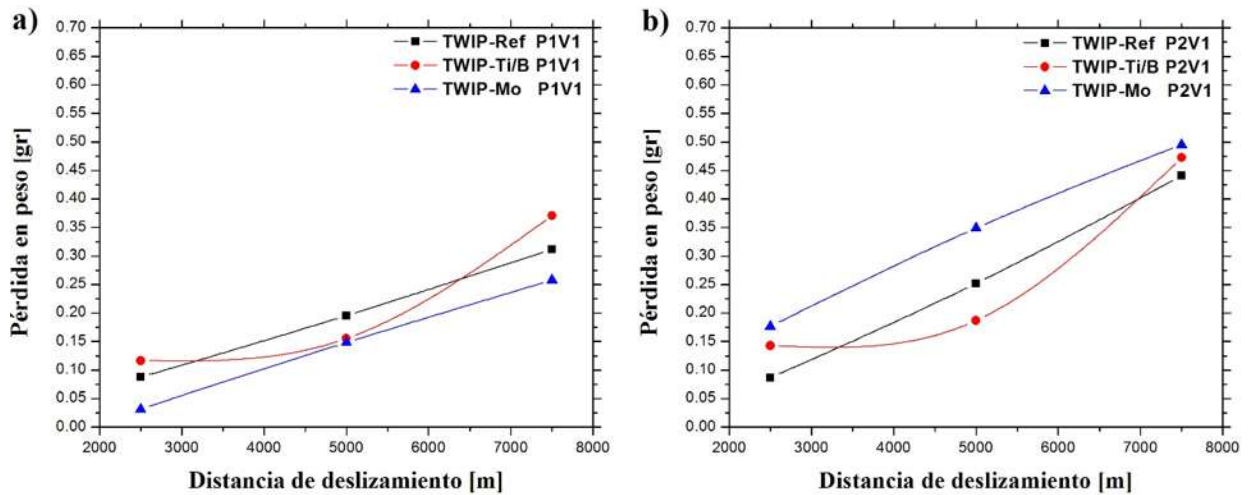 a)
0.70
0.65
0.60
0.55
0.50
0.45
0.40
0.35
0.30
0.25
0.20
0.15
0.10
0.05
0.00
Pérdida en peso [gr]
TWIP-Ref P1V1
TWIP-Ti/B P1V1
TWIP-Mo P1V1
2000 3000 4000 5000 6000 7000 8000
Distancia de deslizamiento [m]
b)
0.70
0.65
0.60
0.55
0.50
0.45
0.40
0.35
0.30
0.25
0.20
0.15
0.10
0.05
0.00
Pérdida en peso [gr]
TWIP-Ref P2V1
TWIP-Ti/B P2V1
TWIP-Mo P2V1
2000 3000 4000 5000 6000 7000 8000
Distancia de deslizamiento [m]